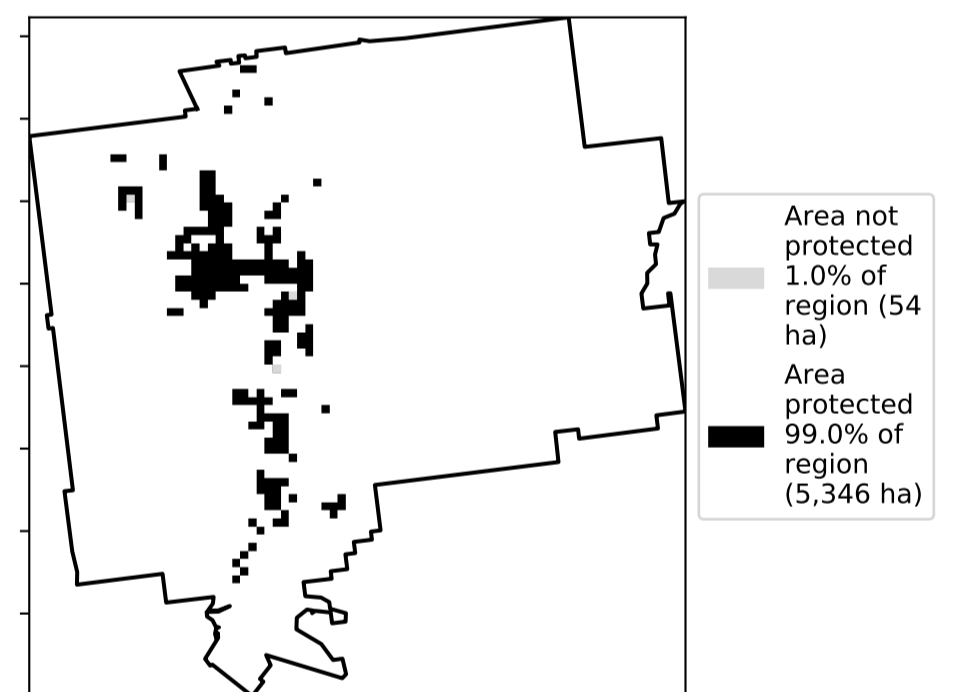 Area not
protected
1.0% of
region (54
ha)
Area
protected
99.0% of
region
(5,346 ha)